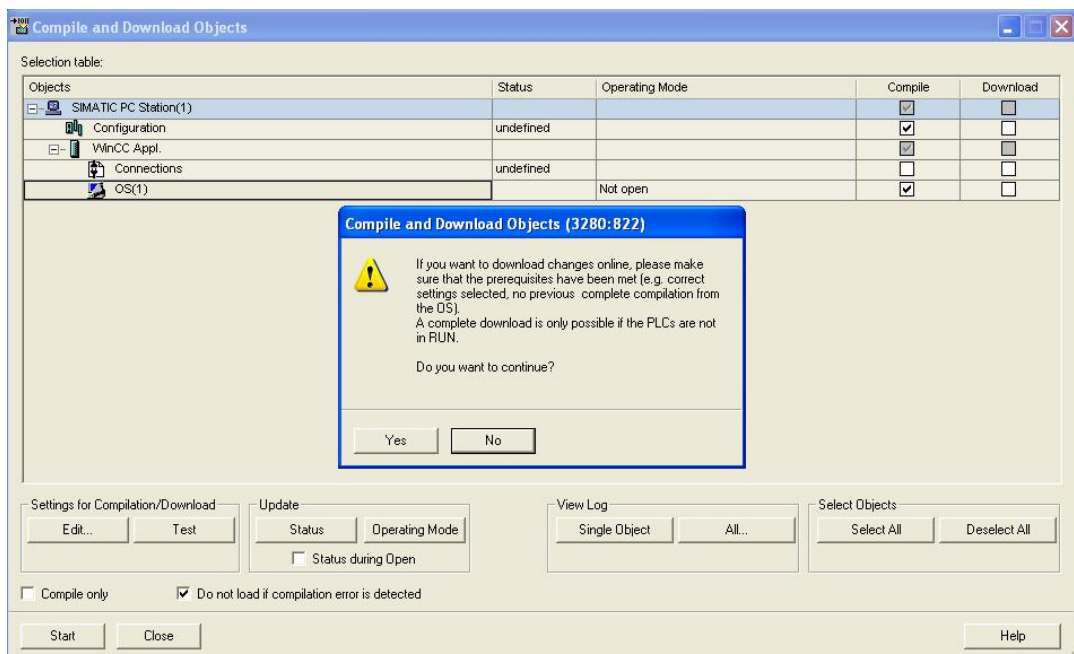 Compile and Download Objects
Selection table:
Objects Status Operating Mode Compile Download
SIMATIC PC Station(1)
Configuration undefined
WinCC Appl.
Connections undefined
OS(1) Not open
Compile and Download Objects (3280:822)
If you want to download changes online, please make
sure that the prerequisites have been met (e.g. correct
settings selected, no previous complete compilation from
the OS).
A complete download is only possible if the PLCs are not
in RUN.
Do you want to continue?
Yes No
Settings for Compilation/Download Update View Log Select Objects
Edit... Test Status Operating Mode Single Object All... Select All Deselect All
Status during Open
Compile only Do not load if compilation error is detected
Start Close Help